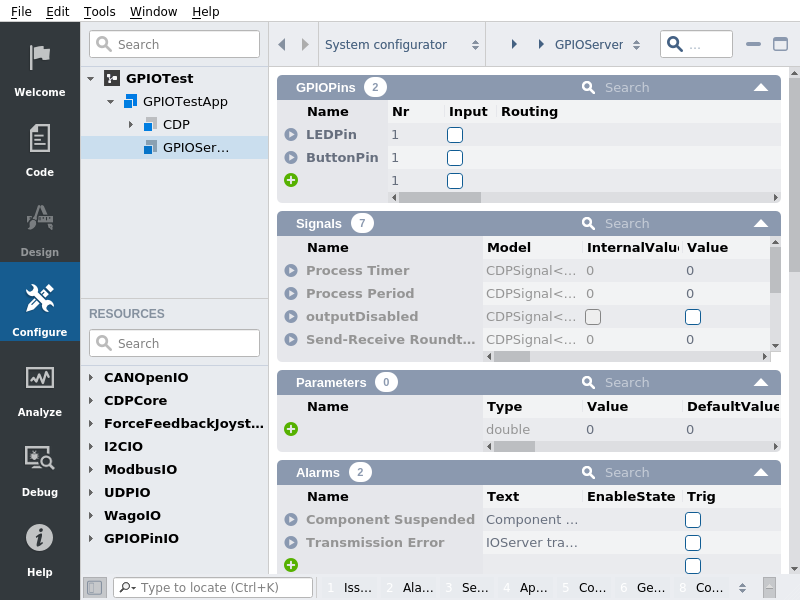 File Edit Tools Window Help
Welcome
Code
Design
Configure
Analyze
Debug
Help
Search
GPIOTest
GPIOTestApp
CDP
GPIOSer...
RESOURCES
Search
CANOpenIO
CDPCore
ForceFeedbackJoyst...
I2CIO
ModbusIO
UDPIO
WagoIO
GPIOPinIO
System configurator GPIOServer ...
GPIOPins 2 Search
Name Nr Input Routing
LEDPin 1
ButtonPin 1
1
Signals 7 Search
Name Model InternalValu Value
Process Timer CDPSignal<... 0 0
Process Period CDPSignal<... 0 0
outputDisabled CDPSignal<...
Send-Receive Roundt... CDPSignal<... 0 0
Parameters 0 Search
Name Type Value DefaultValue
double 0 0
Alarms 2 Search
Name Text EnableState Trig
Component Suspended Component ...
Transmission Error IOServer tra...
Type to locate (Ctrl+K) 1 Iss... 2 Ala... 3 Se... 4 Ap... 5 Co... 6 Ge... 8 Co...